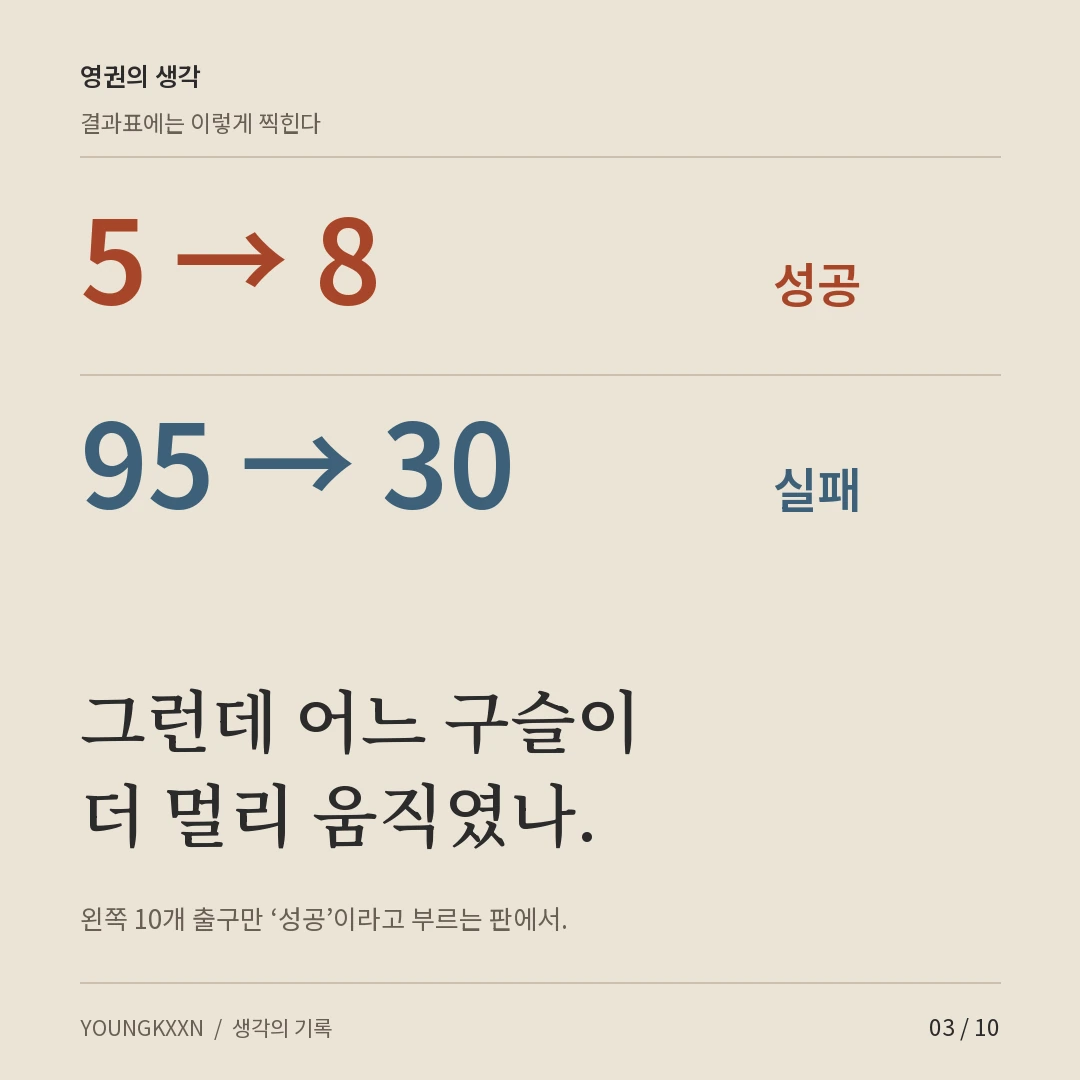 영권의 생각
결과표에는 이렇게 찍힌다
5 → 8 성공
95 → 30 실패
그런데 어느 구슬이
더 멀리 움직였나.
왼쪽 10개 출구만 ‘성공’이라고 부르는 판에서.
YOUNGKXXN / 생각의 기록 03 / 10